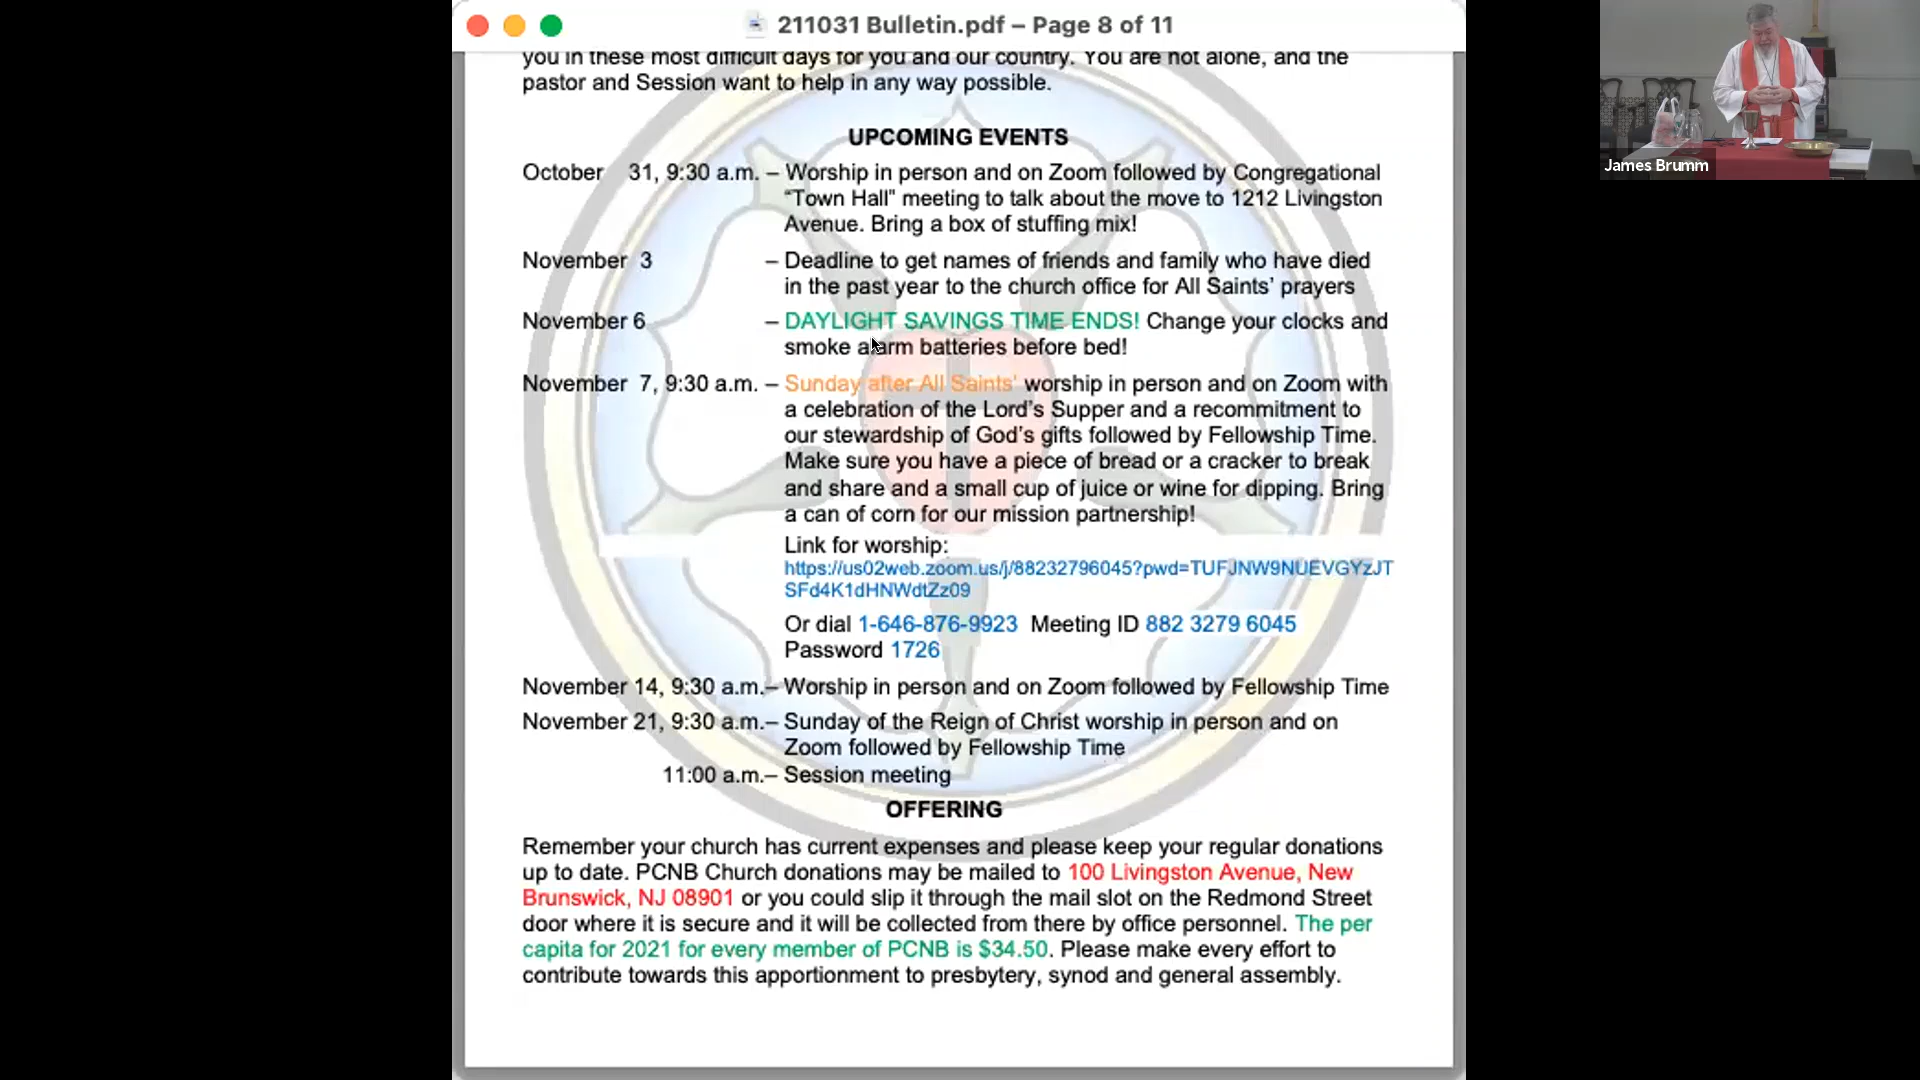 211031 Bulletin.pdf – Page 8 of 11
you in these most difficult days for you and our country. You are not alone, and the
pastor and Session want to help in any way possible.
UPCOMING EVENTS
October 31, 9:30 a.m. – Worship in person and on Zoom followed by Congregational
"Town Hall" meeting to talk about the move to 1212 Livingston
Avenue. Bring a box of stuffing mix!
November 3 – Deadline to get names of friends and family who have died
in the past year to the church office for All Saints' prayers
November 6 – DAYLIGHT SAVINGS TIME ENDS! Change your clocks and
smoke alarm batteries before bed!
November 7, 9:30 a.m. – Sunday after All Saints' worship in person and on Zoom with
a celebration of the Lord's Supper and a recommitment to
our stewardship of God's gifts followed by Fellowship Time.
Make sure you have a piece of bread or a cracker to break
and share and a small cup of juice or wine for dipping. Bring
a can of corn for our mission partnership!
Link for worship:
https://us02web.zoom.us/j/88232796045?pwd=TUFJNW9NUEVGYzJT
SFd4K1dHNWdtZz09
Or dial 1-646-876-9923 Meeting ID 882 3279 6045
Password 1726
November 14, 9:30 a.m.– Worship in person and on Zoom followed by Fellowship Time
November 21, 9:30 a.m.– Sunday of the Reign of Christ worship in person and on
Zoom followed by Fellowship Time
11:00 a.m.– Session meeting
OFFERING
Remember your church has current expenses and please keep your regular donations
up to date. PCNB Church donations may be mailed to 100 Livingston Avenue, New
Brunswick, NJ 08901 or you could slip it through the mail slot on the Redmond Street
door where it is secure and it will be collected from there by office personnel. The per
capita for 2021 for every member of PCNB is $34.50. Please make every effort to
contribute towards this apportionment to presbytery, synod and general assembly.
James Brumm